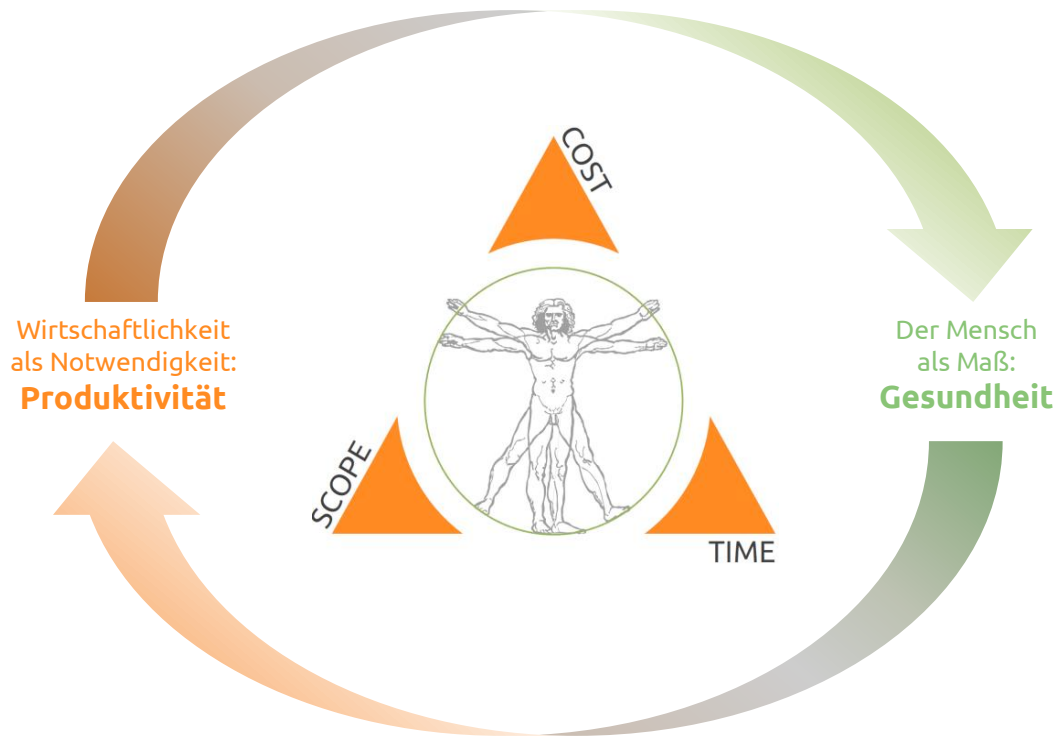 COST
Wirtschaftlichkeit
als Notwendigkeit:
Produktivität
Der Mensch
als Maß:
Gesundheit
SCOPE
TIME